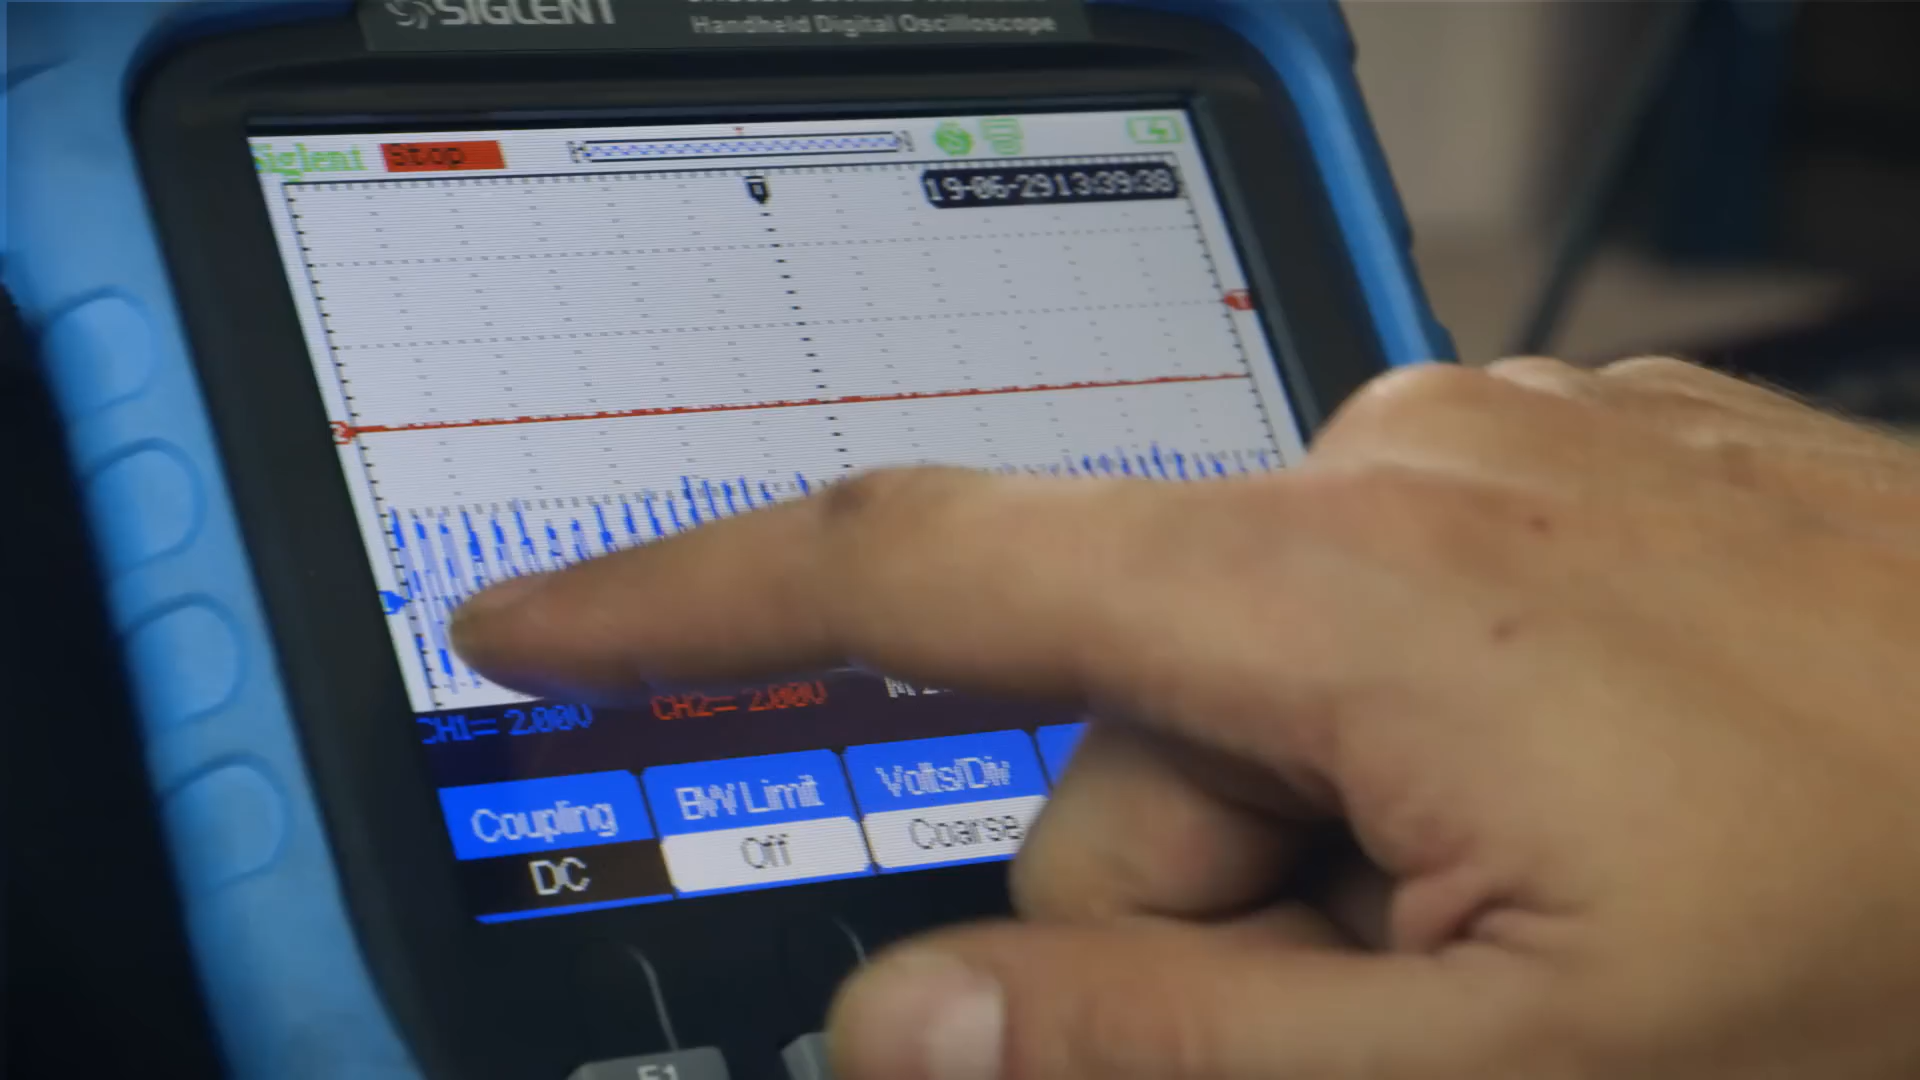 SIGLENT
Handheld Digital Oscilloscope
Siglent Stop
19-06-29 13:39:38
CH1= 2.00V CH2= 2.00V M
Coupling BW Limit Volts/Div
DC Off Coarse
F1